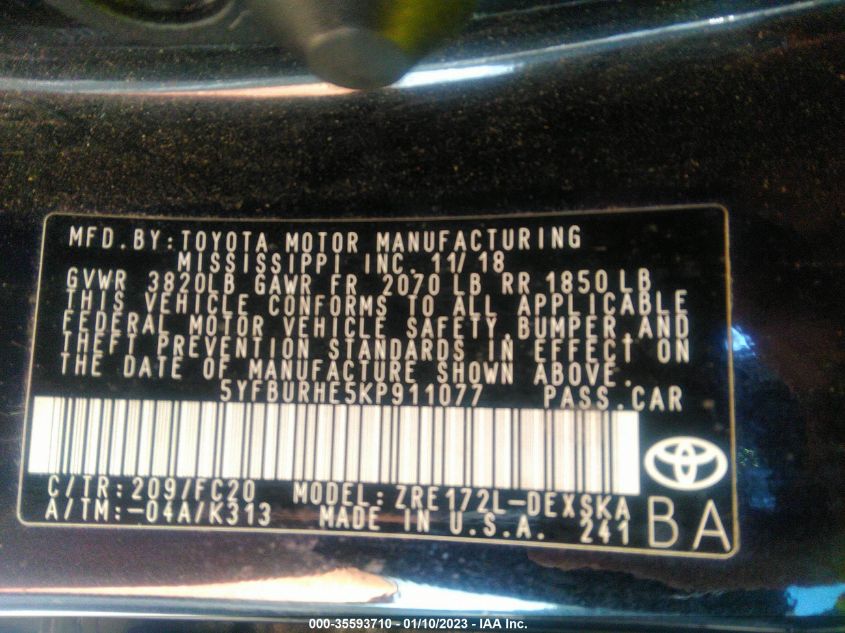 MFD.BY:TOYOTA MOTOR MANUFACTURING
MISSISSIPPI INC. 11/18
GVWR 3820LB GAWR FR 2070 LB RR 1850 LB
THIS VEHICLE CONFORMS TO ALL APPLICABLE
FEDERAL MOTOR VEHICLE SAFETY,BUMPER,AND
THEFT PREVENTION STANDARDS IN EFFECT ON
THE DATE OF MANUFACTURE SHOWN ABOVE.
5YFBURHE5KP911077 PASS.CAR
C/TR:209/FC20 MODEL:ZRE172L-DEXSKA
A/TM:-04A/K313 MADE IN U.S.A. 241
BA
000-35593710 - 01/10/2023 - IAA Inc.